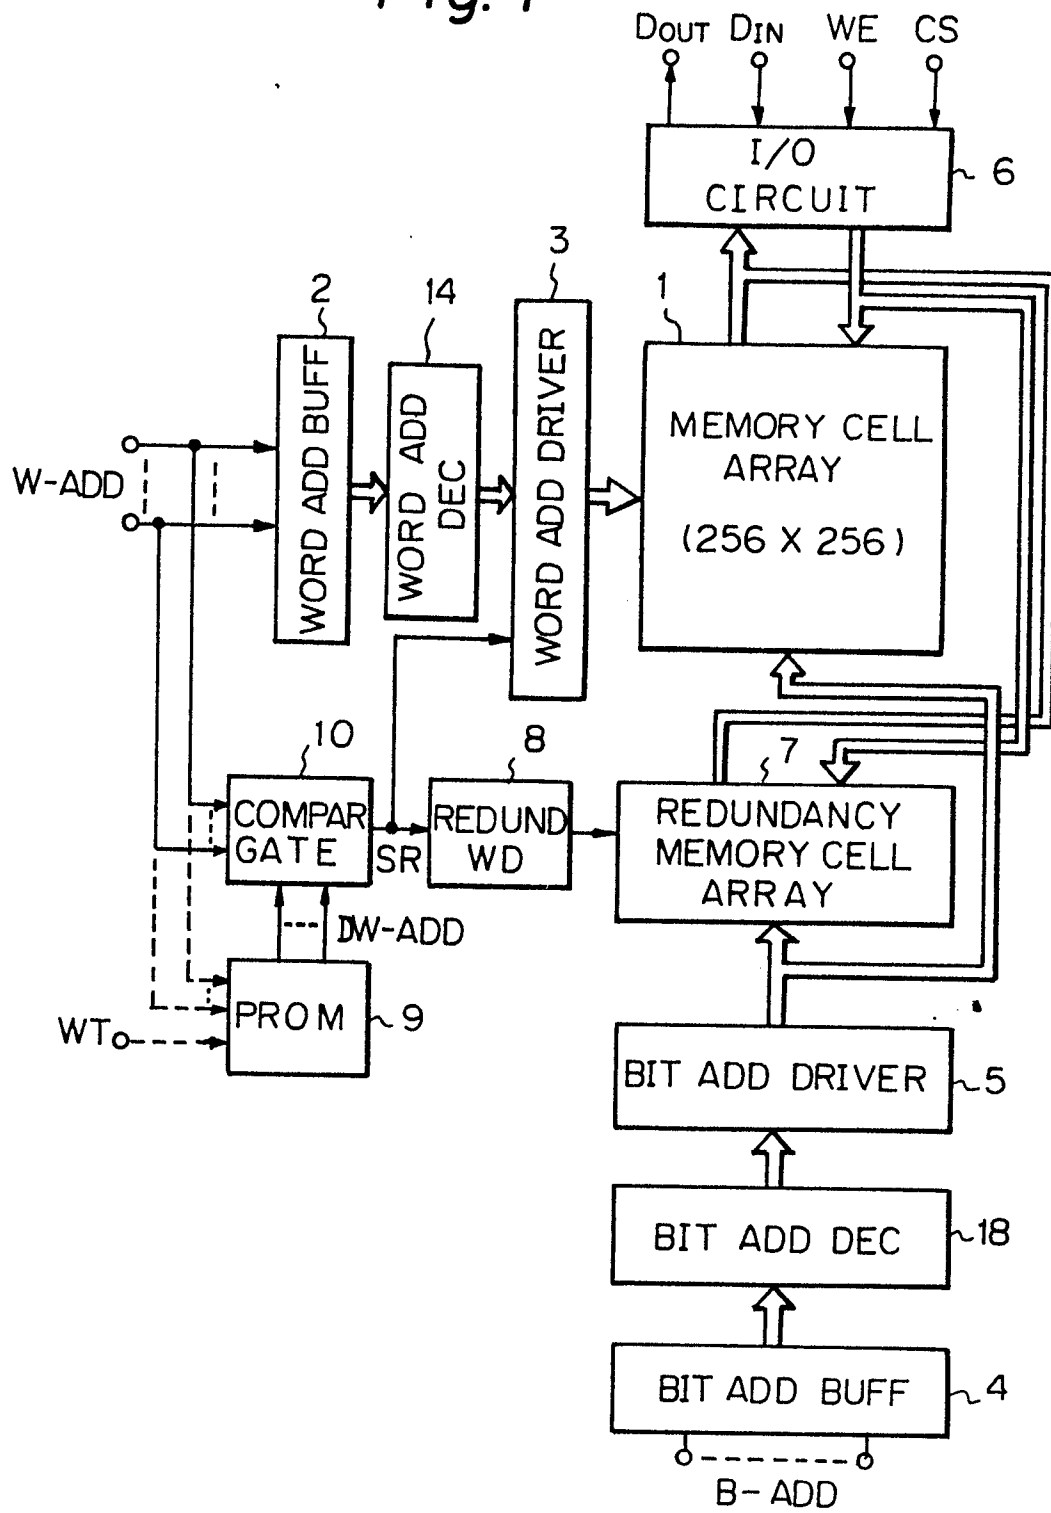 Fig. 1
DOUT DIN WE CS
I/O
CIRCUIT
6
3
2
14
1
WORD ADD BUFF
WORD ADD
DEC
WORD ADD DRIVER
MEMORY CELL
ARRAY
(256 X 256)
W-ADD
10
8
7
COMPAR
GATE
SR
REDUND
WD
REDUNDANCY
MEMORY CELL
ARRAY
DW-ADD
PROM
9
WT
BIT ADD DRIVER
5
BIT ADD DEC
18
BIT ADD BUFF
4
B-ADD